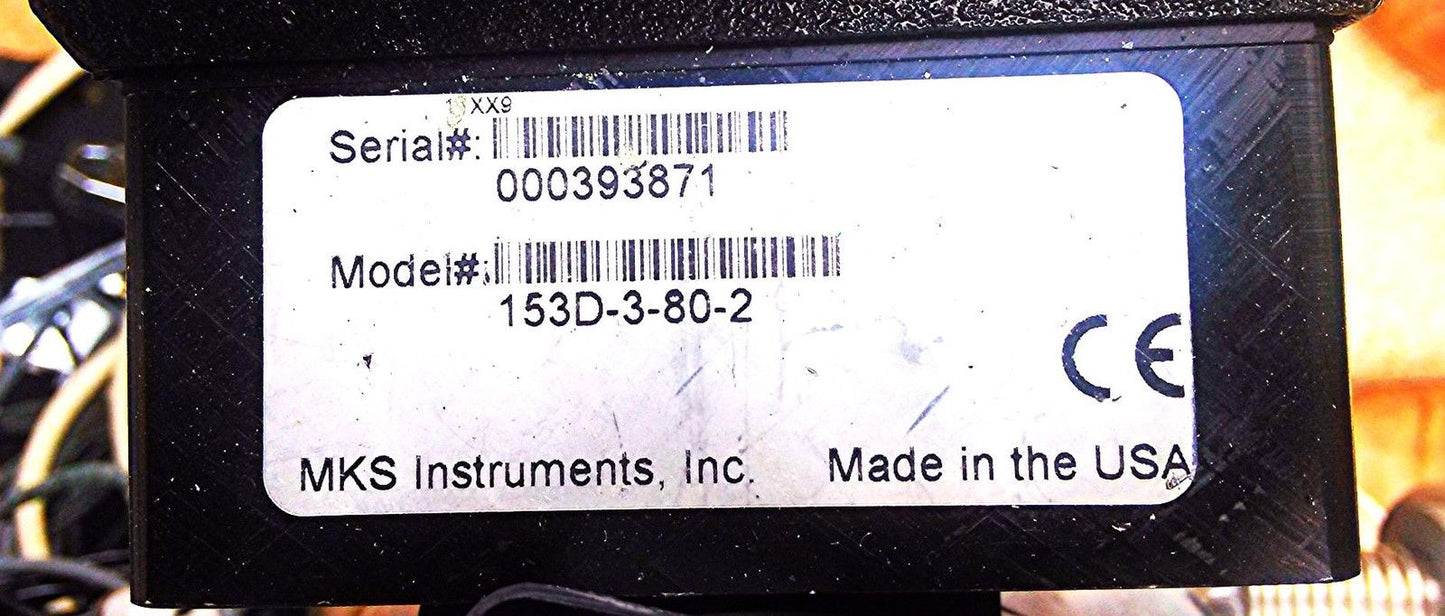 XX9
Serial#:
000393871
Model#:
153D-3-80-2
CE
MKS Instruments, Inc. Made in the USA